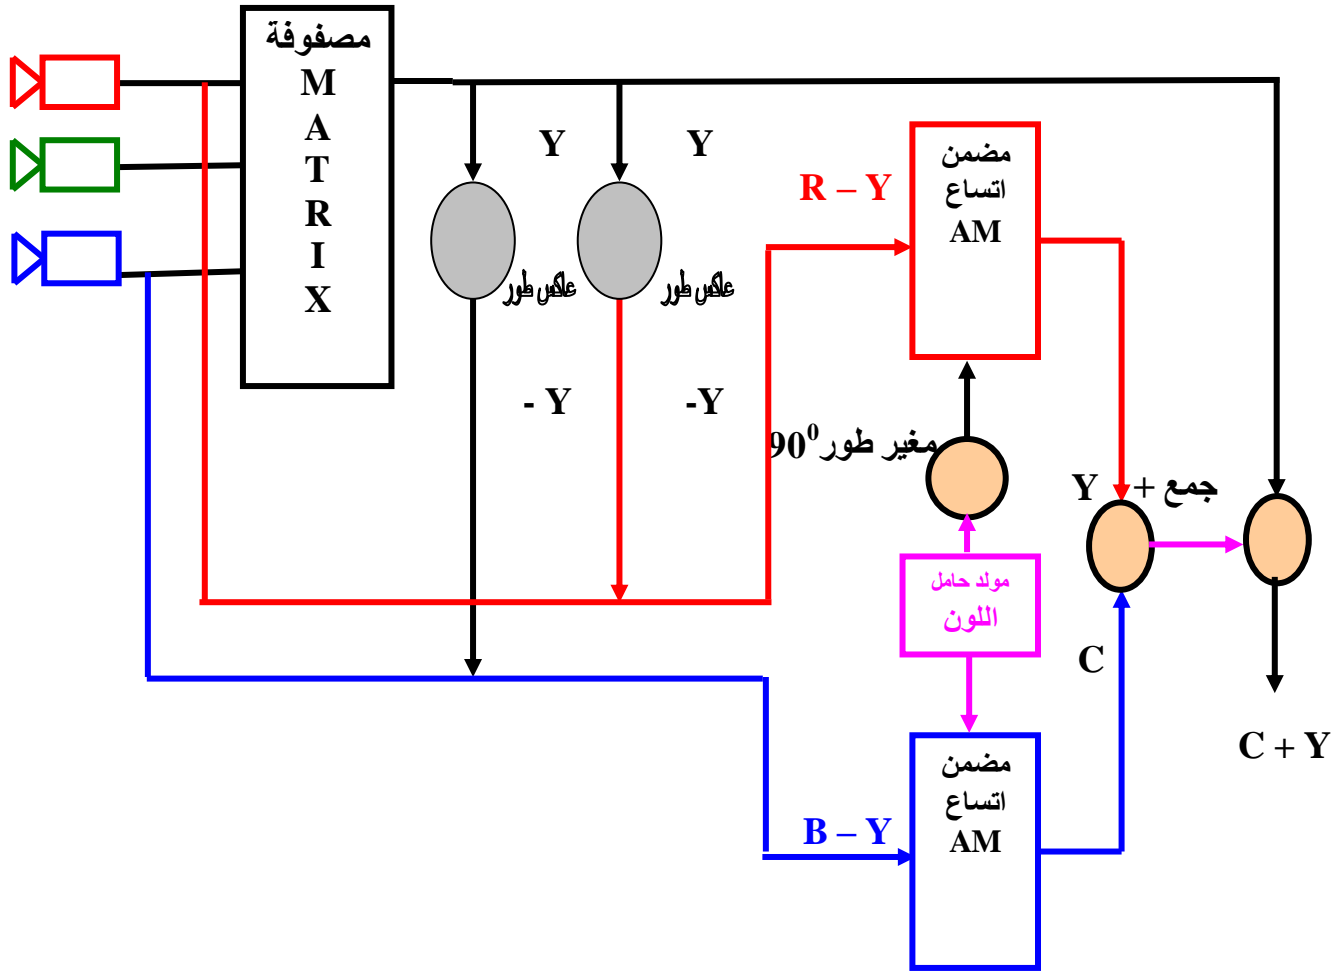 مصفوفة
M
A
T
R
I
X
Y
Y
عاكس طور
عاكس طور
- Y
-Y
R – Y
مضمن
اتساع
AM
مغير طور 90⁰
مولد حامل
اللون
Y
جمع +
C
B – Y
مضمن
اتساع
AM
C + Y